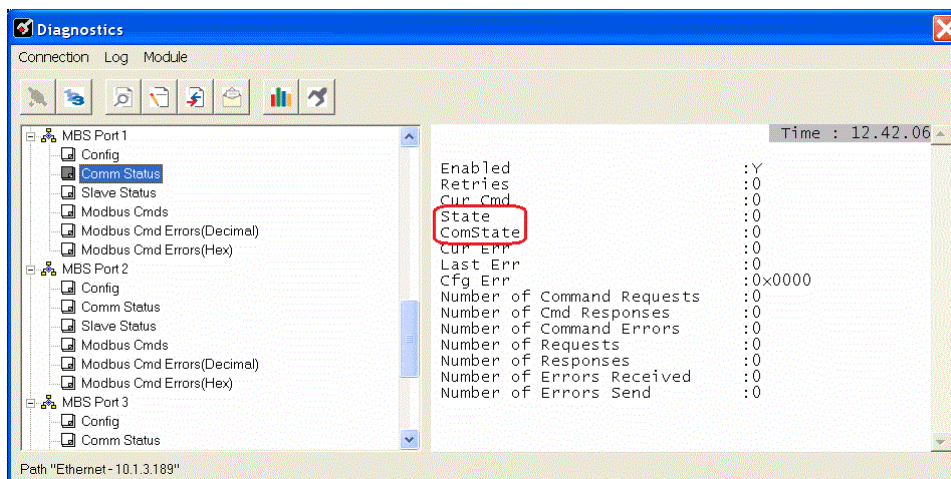 Diagnostics
Connection Log Module
MBS Port 1
Config
Comm Status
Slave Status
Modbus Cmds
Modbus Cmd Errors(Decimal)
Modbus Cmd Errors(Hex)
MBS Port 2
Config
Comm Status
Slave Status
Modbus Cmds
Modbus Cmd Errors(Decimal)
Modbus Cmd Errors(Hex)
MBS Port 3
Config
Comm Status
Time : 12.42.06
Enabled :Y
Retries :0
Cur Cmd :0
State :0
ComState :0
Cur Err :0
Last Err :0
Cfg Err :0x0000
Number of Command Requests :0
Number of Cmd Responses :0
Number of Command Errors :0
Number of Requests :0
Number of Responses :0
Number of Errors Received :0
Number of Errors Send :0
Path "Ethernet - 10.1.3.189"